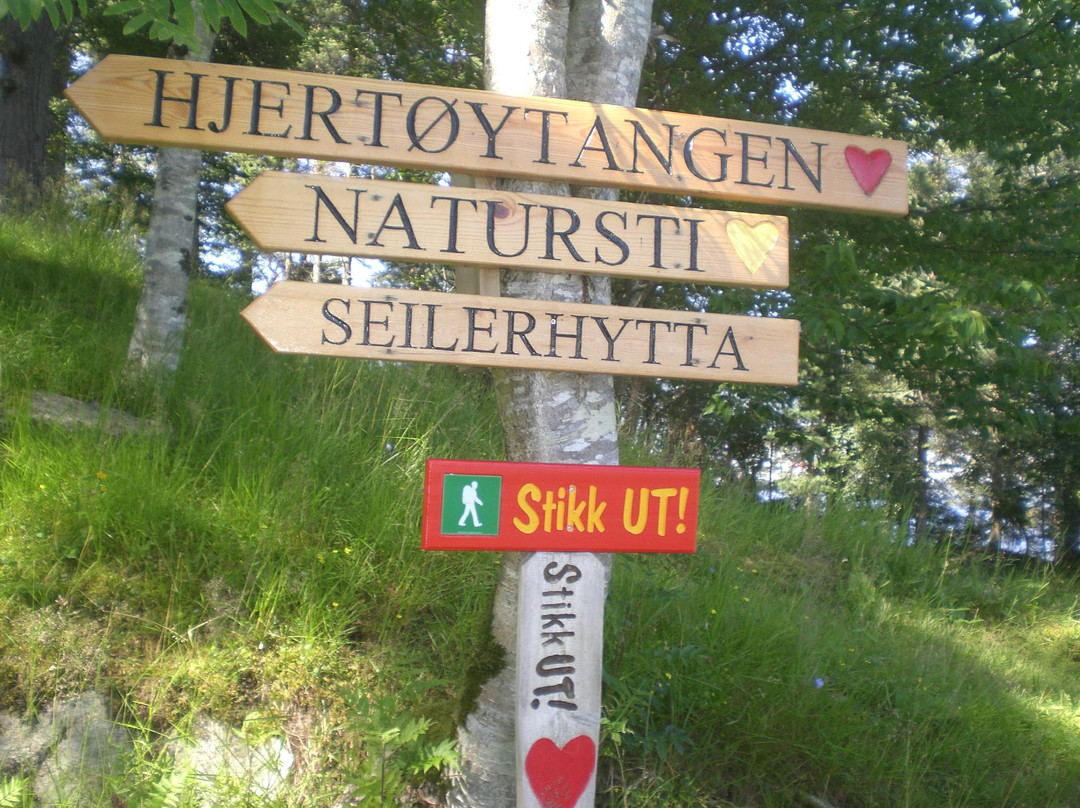 HJERTØYTANGEN
NATURSTI
SEILERHYTTA
Stikk UT!
Stikk UT!